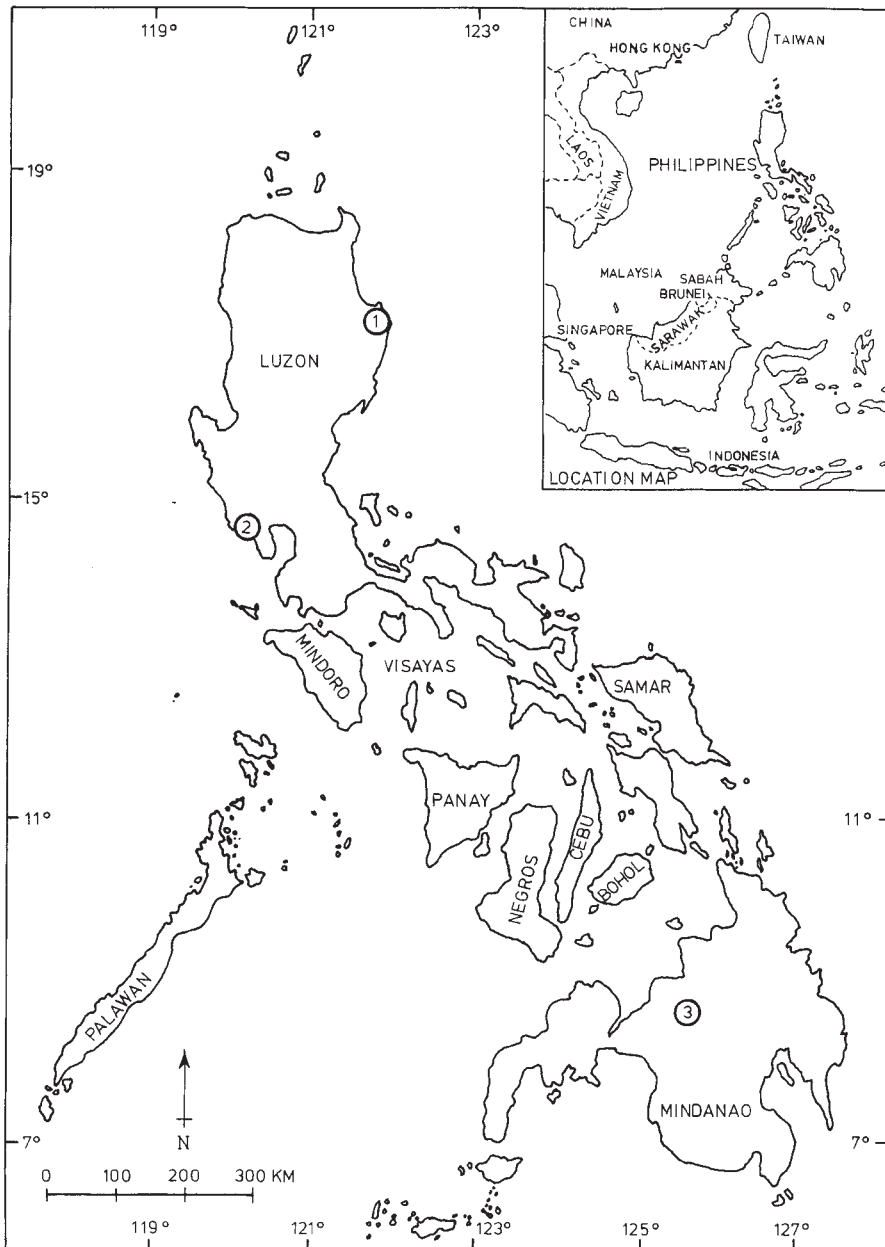 119°
121°
123°
CHINA
HONG KONG
TAIWAN
LAOS
VIETNAM
PHILIPPINES
MALAYSIA
SABAH
BRUNEI
SINGAPORE
SARAWAK
KALIMANTAN
INDONESIA
LOCATION MAP
19°
1
LUZON
15°
2
MINDORO
VISAYAS
SAMAR
PANAY
11°
11°
CEBU
NEGROS
BOHOL
PALAWAN
3
MINDANAO
N
7°
7°
0 100 200 300 KM
119°
121°
123°
125°
127°